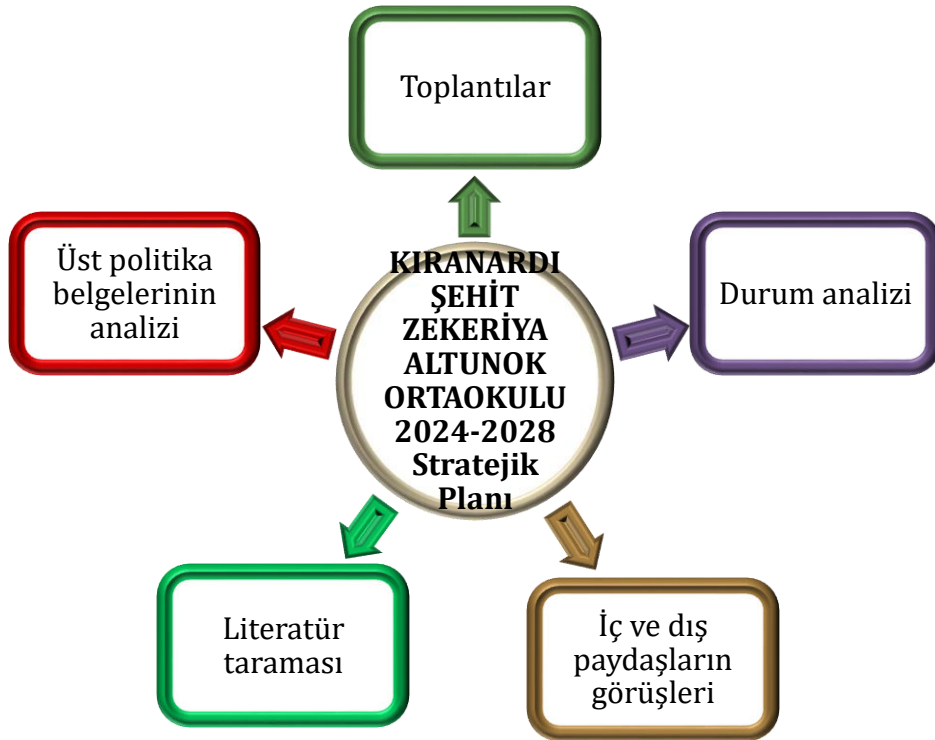 Toplantılar
Üst politika
belgelerinin
analizi
KIRANARDI
ŞEHİT
ZEKERİYA
ALTUNOK
ORTAOKULU
2024-2028
Stratejik
Planı
Durum analizi
Literatür
taraması
İç ve dış
paydaşların
görüşleri